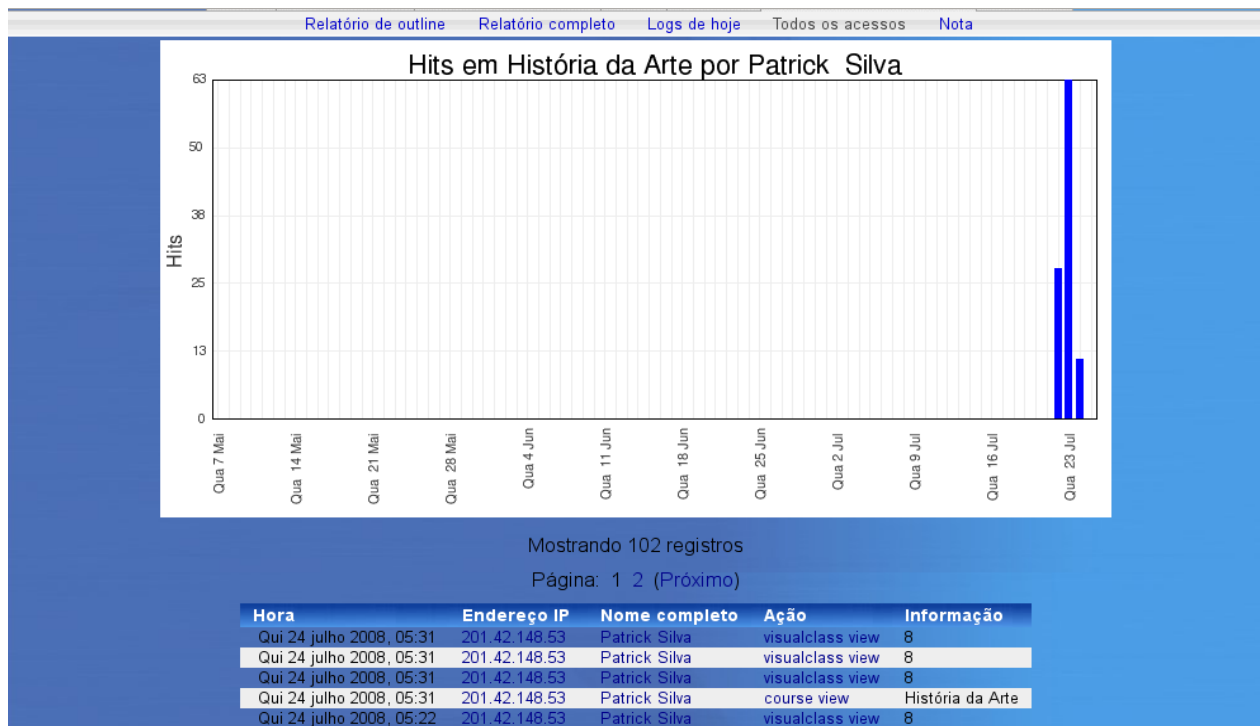 Relatório de outline Relatório completo Logs de hoje Todos os acessos Nota
Hits em História da Arte por Patrick Silva
63
50
38
25
13
0
Hits
Qua 7 Mai
Qua 14 Mai
Qua 21 Mai
Qua 28 Mai
Qua 4 Jun
Qua 11 Jun
Qua 18 Jun
Qua 25 Jun
Qua 2 Jul
Qua 9 Jul
Qua 16 Jul
Qua 23 Jul
Mostrando 102 registros
Página: 1 2 (Próximo)
Hora Endereço IP Nome completo Ação Informação
Qui 24 julho 2008, 05:31 201.42.148.53 Patrick Silva visualclass view 8
Qui 24 julho 2008, 05:31 201.42.148.53 Patrick Silva visualclass view 8
Qui 24 julho 2008, 05:31 201.42.148.53 Patrick Silva visualclass view 8
Qui 24 julho 2008, 05:31 201.42.148.53 Patrick Silva course view História da Arte
Qui 24 julho 2008, 05:22 201.42.148.53 Patrick Silva visualclass view 8